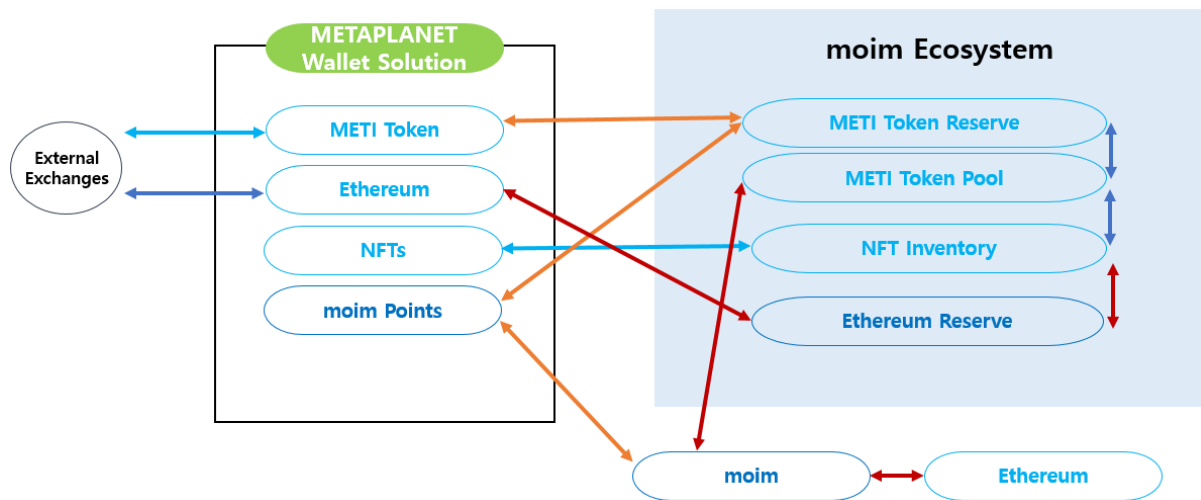 METAPLANET
Wallet Solution
moim Ecosystem
METI Token
METI Token Reserve
External
Exchanges
Ethereum
METI Token Pool
NFTs
NFT Inventory
moim Points
Ethereum Reserve
moim
Ethereum